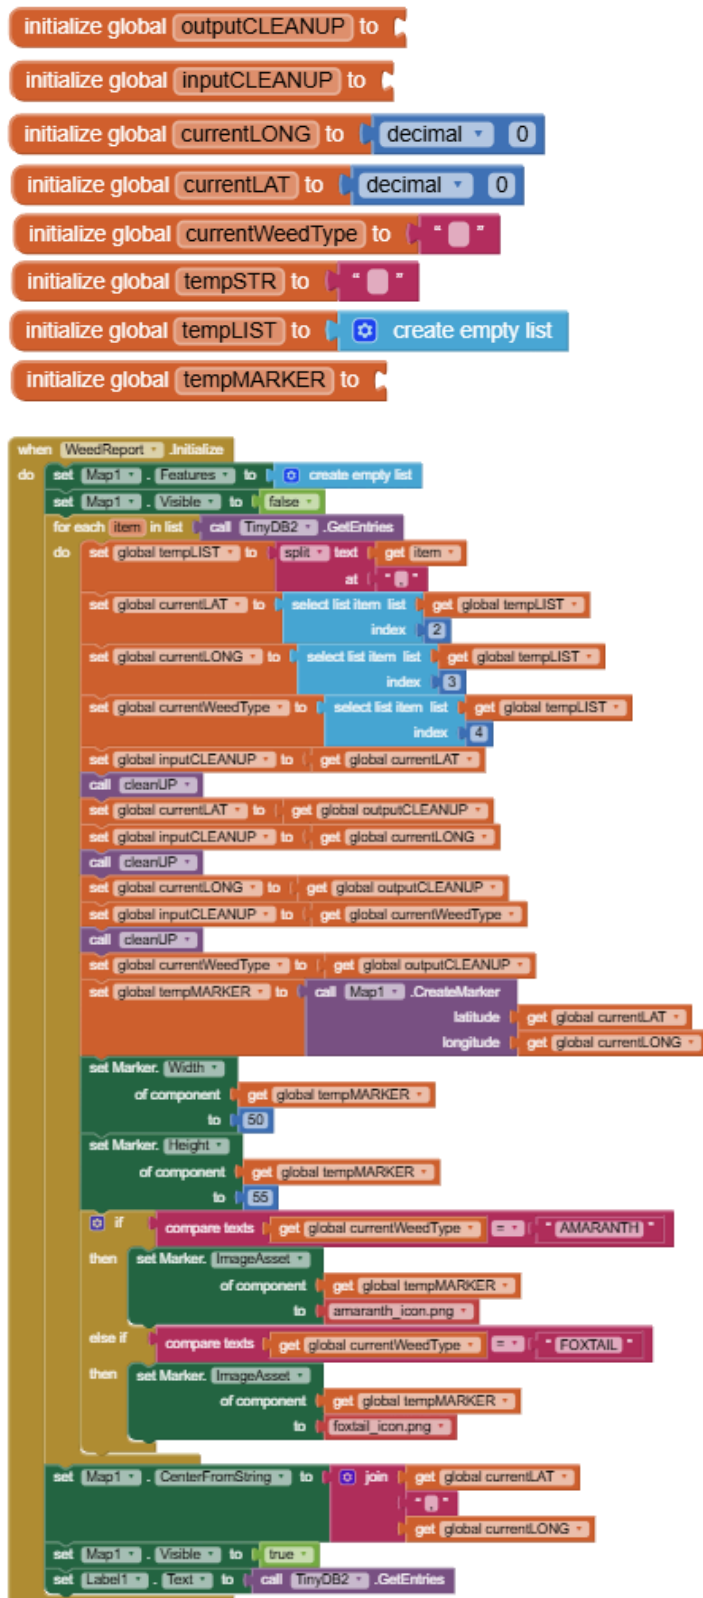 initialize global outputCLEANUP to
initialize global inputCLEANUP to
initialize global currentLONG to decimal 0
initialize global currentLAT to decimal 0
initialize global currentWeedType to " "
initialize global tempSTR to " "
initialize global tempLIST to create empty list
initialize global tempMARKER to
when WeedReport .Initialize
do set Map1 . Features to create empty list
set Map1 . Visible to false
for each item in list call TinyDB2 .GetEntries
do set global tempLIST to split text get item
at " , "
set global currentLAT to select list item list get global tempLIST
index 2
set global currentLONG to select list item list get global tempLIST
index 3
set global currentWeedType to select list item list get global tempLIST
index 4
set global inputCLEANUP to get global currentLAT
call cleanUP
set global currentLAT to get global outputCLEANUP
set global inputCLEANUP to get global currentLONG
call cleanUP
set global currentLONG to get global outputCLEANUP
set global inputCLEANUP to get global currentWeedType
call cleanUP
set global currentWeedType to get global outputCLEANUP
set global tempMARKER to call Map1 .CreateMarker
latitude get global currentLAT
longitude get global currentLONG
set Marker. Width
of component get global tempMARKER
to 50
set Marker. Height
of component get global tempMARKER
to 55
if compare texts get global currentWeedType = " AMARANTH "
then set Marker. ImageAsset
of component get global tempMARKER
to amaranth_icon.png
else if compare texts get global currentWeedType = " FOXTAIL "
then set Marker. ImageAsset
of component get global tempMARKER
to foxtail_icon.png
set Map1 . CenterFromString to join get global currentLAT
" , "
get global currentLONG
set Map1 . Visible to true
set Label1 . Text to call TinyDB2 .GetEntries